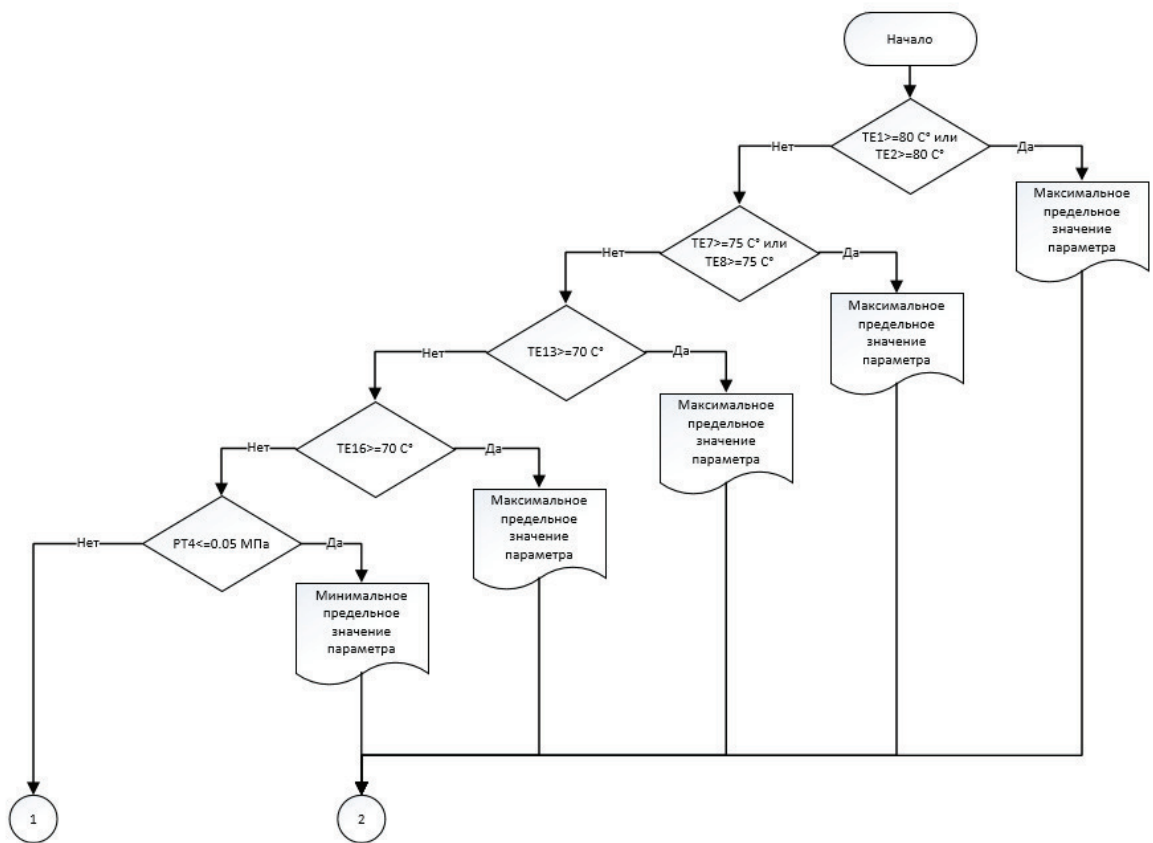 Начало
TE1>=80 C° или
TE2>=80 C°
Нет
Да
Максимальное
предельное
значение
параметра
TE7>=75 C° или
TE8>=75 C°
Нет
Да
Максимальное
предельное
значение
параметра
TE13>=70 C°
Нет
Да
Максимальное
предельное
значение
параметра
TE16>=70 C°
Нет
Да
Максимальное
предельное
значение
параметра
PT4<=0.05 МПа
Нет
Да
Минимальное
предельное
значение
параметра
1
2